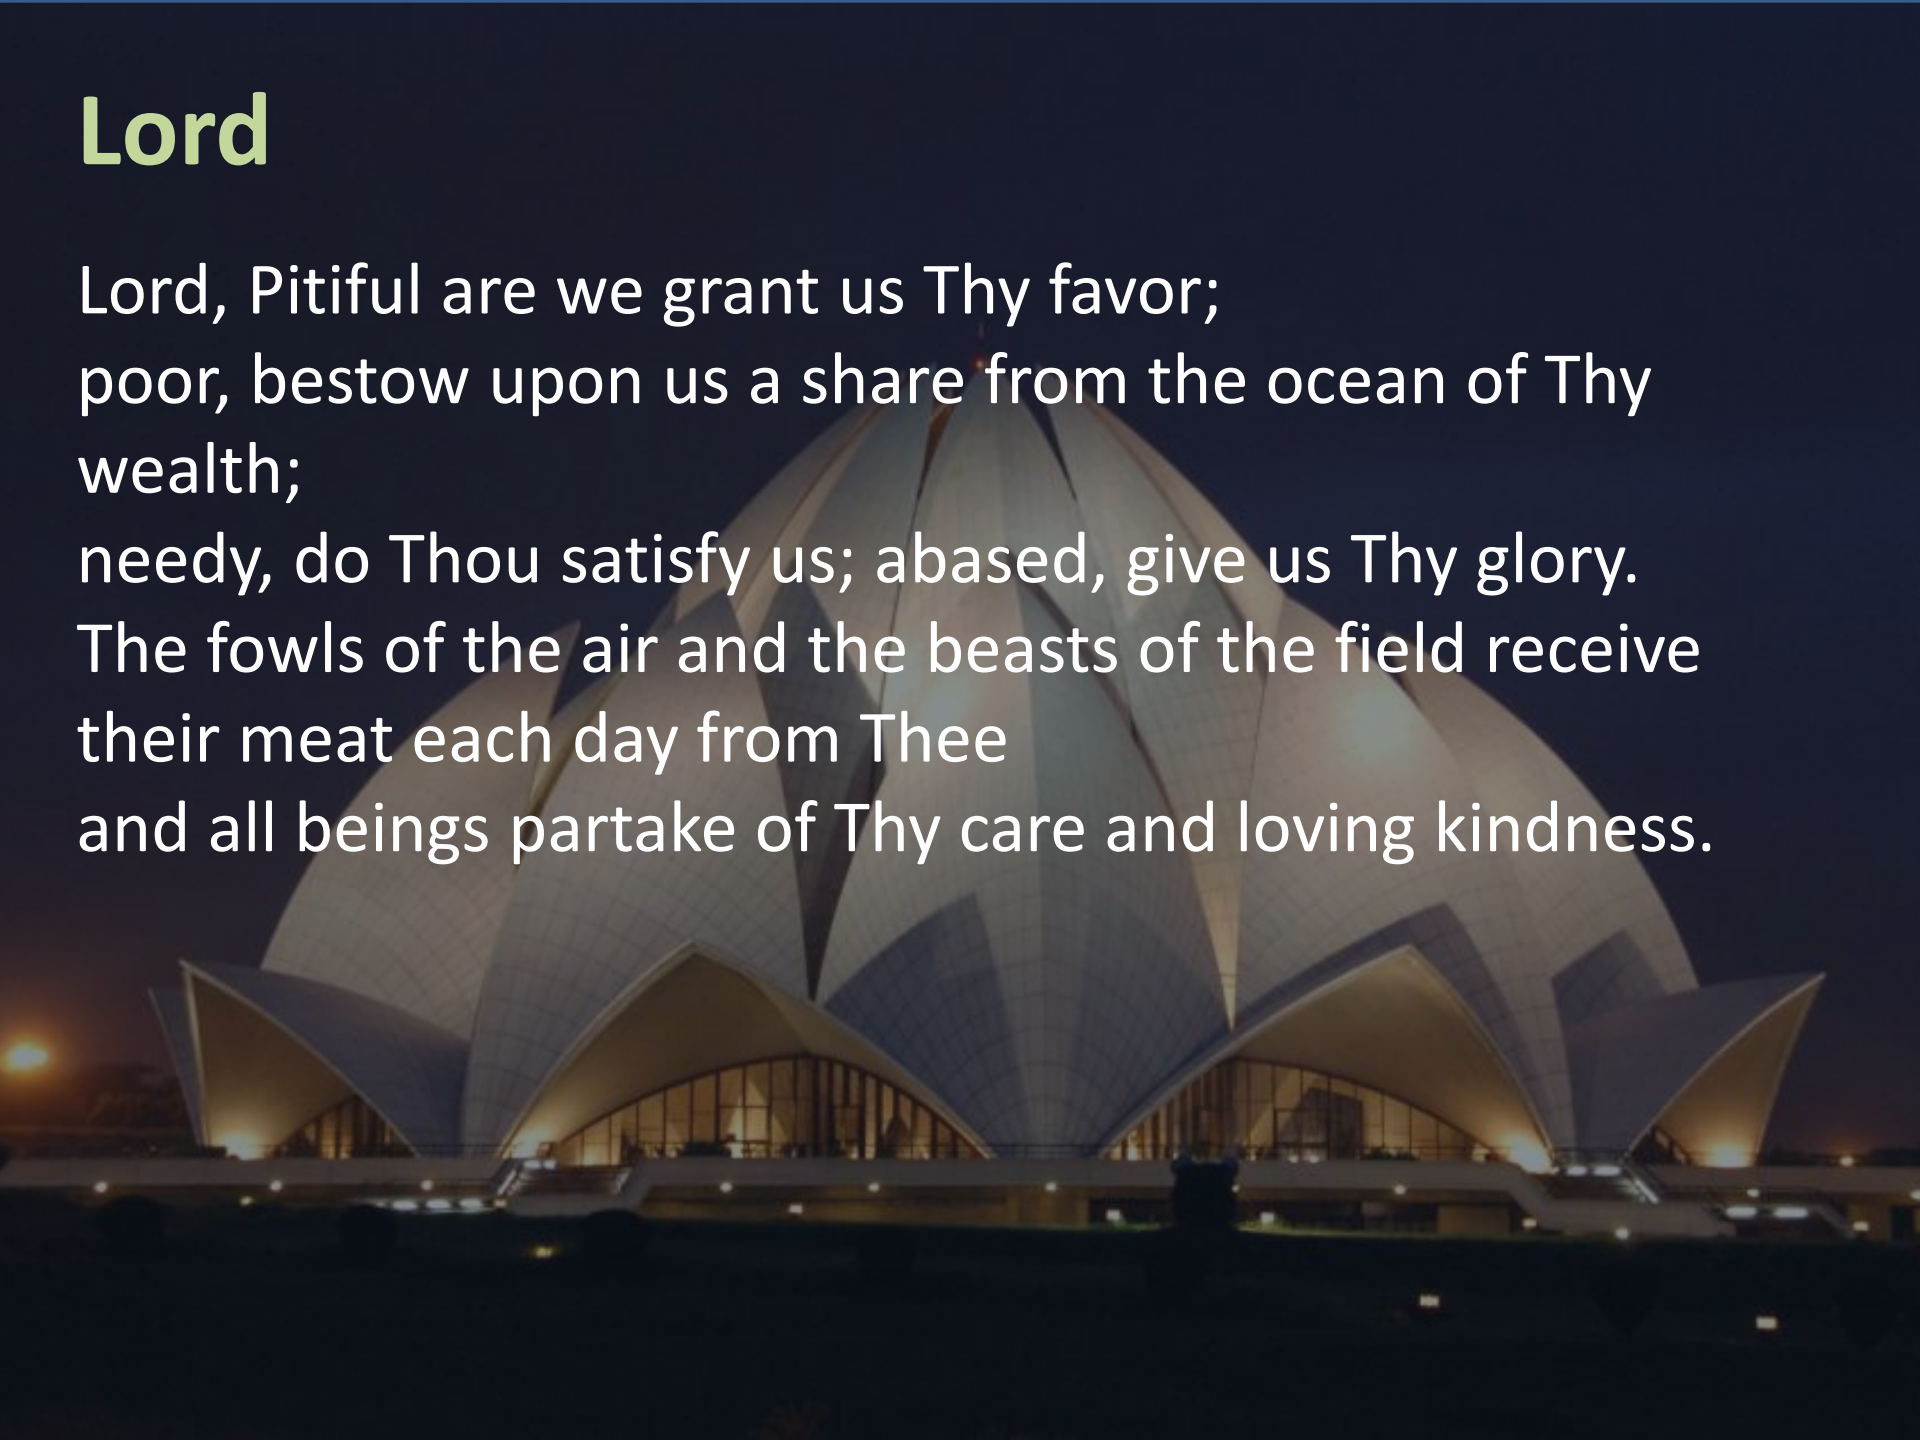 Lord
Lord, Pitiful are we grant us Thy favor;
poor, bestow upon us a share from the ocean of Thy
wealth;
needy, do Thou satisfy us; abased, give us Thy glory.
The fowls of the air and the beasts of the field receive
their meat each day from Thee
and all beings partake of Thy care and loving kindness.